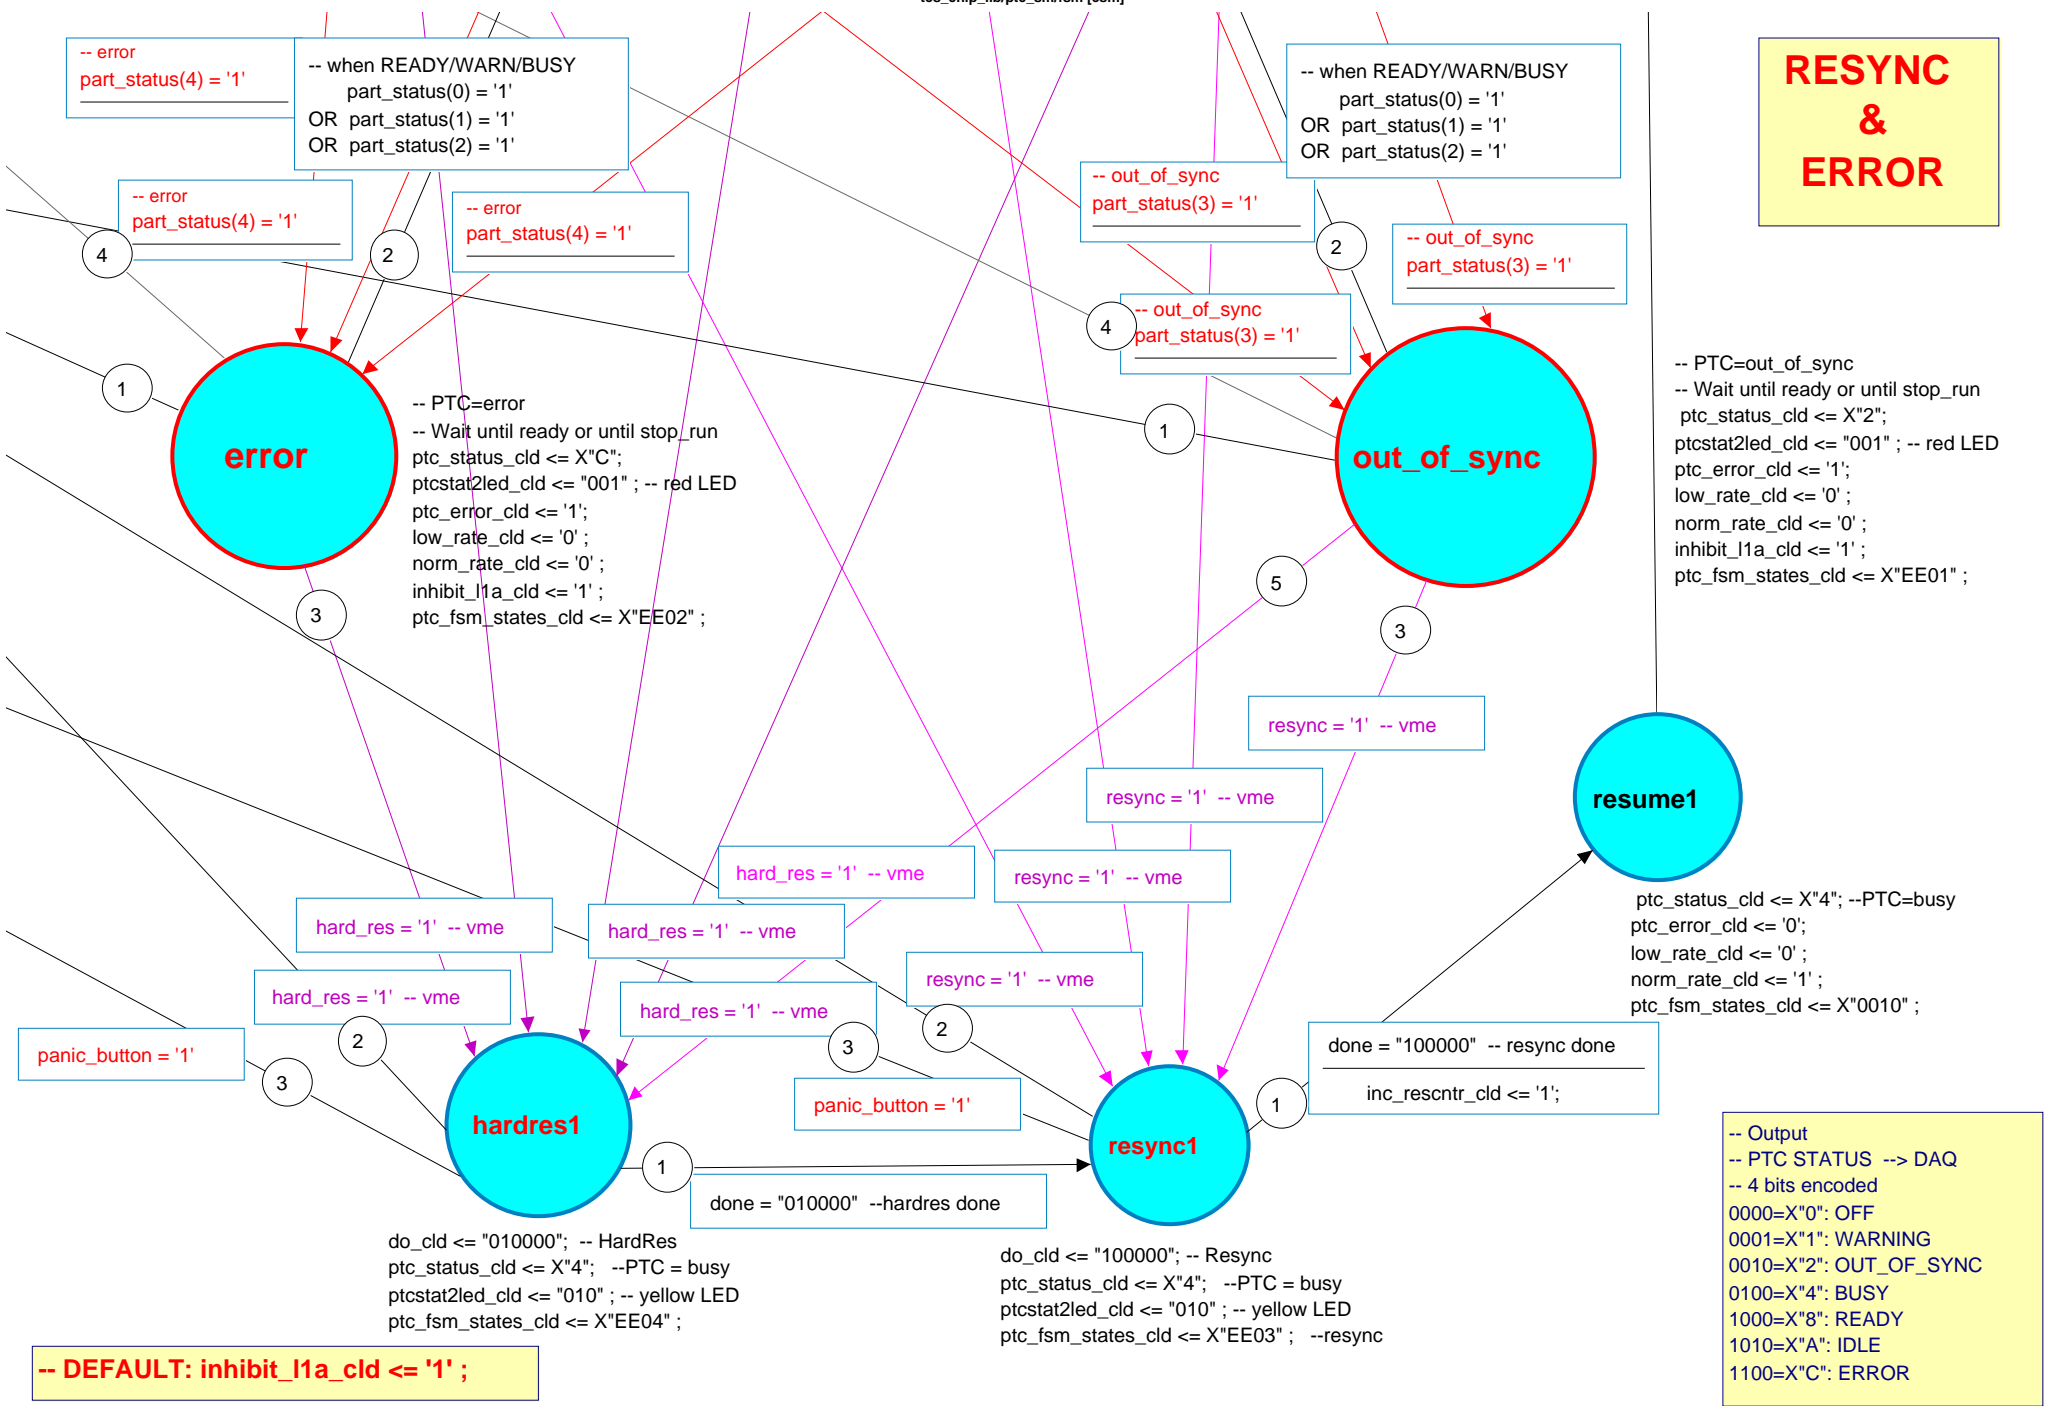 tcs_chip_lib/ptc_sm/fsm [csm]
-- error
part_status(4) = '1'
-- when READY/WARN/BUSY
part_status(0) = '1'
OR part_status(1) = '1'
OR part_status(2) = '1'
-- when READY/WARN/BUSY
part_status(0) = '1'
OR part_status(1) = '1'
OR part_status(2) = '1'
RESYNC
&
ERROR
-- error
part_status(4) = '1'
-- error
part_status(4) = '1'
-- out_of_sync
part_status(3) = '1'
-- out_of_sync
part_status(3) = '1'
-- out_of_sync
part_status(3) = '1'
4
2
2
4
1
1
error
-- PTC=error
-- Wait until ready or until stop_run
ptc_status_cld <= X"C";
ptcstat2led_cld <= "001" ; -- red LED
ptc_error_cld <= '1';
low_rate_cld <= '0' ;
norm_rate_cld <= '0' ;
inhibit_l1a_cld <= '1' ;
ptc_fsm_states_cld <= X"EE02" ;
out_of_sync
-- PTC=out_of_sync
-- Wait until ready or until stop_run
ptc_status_cld <= X"2";
ptcstat2led_cld <= "001" ; -- red LED
ptc_error_cld <= '1';
low_rate_cld <= '0' ;
norm_rate_cld <= '0' ;
inhibit_l1a_cld <= '1' ;
ptc_fsm_states_cld <= X"EE01" ;
3
5
3
resync = '1' -- vme
resync = '1' -- vme
resume1
hard_res = '1' -- vme
resync = '1' -- vme
hard_res = '1' -- vme
hard_res = '1' -- vme
resync = '1' -- vme
hard_res = '1' -- vme
hard_res = '1' -- vme
ptc_status_cld <= X"4"; --PTC=busy
ptc_error_cld <= '0';
low_rate_cld <= '0' ;
norm_rate_cld <= '1' ;
ptc_fsm_states_cld <= X"0010" ;
panic_button = '1'
2
3
3
2
panic_button = '1'
done = "100000" -- resync done
inc_rescntr_cld <= '1';
1
hardres1
resync1
1
done = "010000" --hardres done
do_cld <= "010000"; -- HardRes
ptc_status_cld <= X"4"; --PTC = busy
ptcstat2led_cld <= "010" ; -- yellow LED
ptc_fsm_states_cld <= X"EE04" ;
do_cld <= "100000"; -- Resync
ptc_status_cld <= X"4"; --PTC = busy
ptcstat2led_cld <= "010" ; -- yellow LED
ptc_fsm_states_cld <= X"EE03" ; --resync
-- Output
-- PTC STATUS --> DAQ
-- 4 bits encoded
0000=X"0": OFF
0001=X"1": WARNING
0010=X"2": OUT_OF_SYNC
0100=X"4": BUSY
1000=X"8": READY
1010=X"A": IDLE
1100=X"C": ERROR
-- DEFAULT: inhibit_l1a_cld <= '1' ;